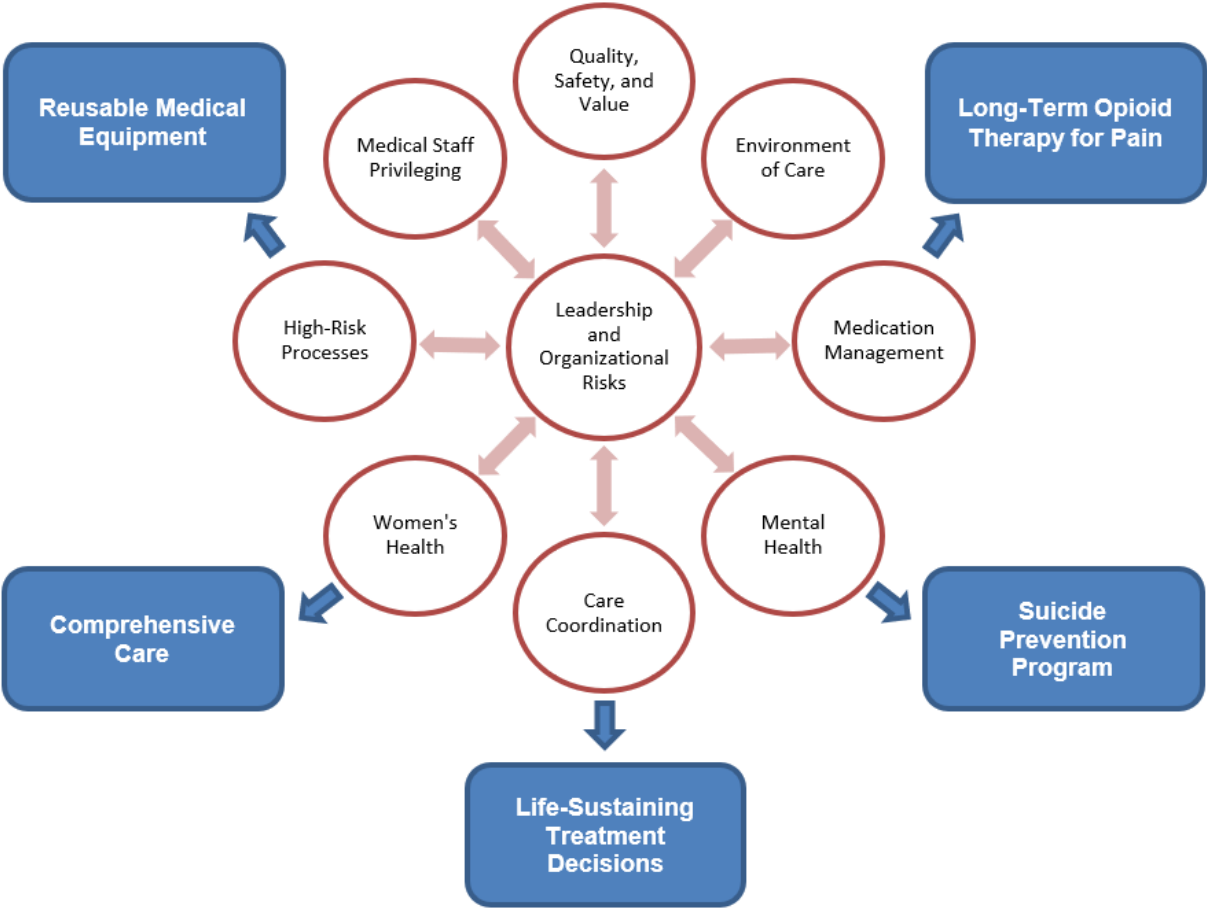 Quality,
Safety, and
Value
Reusable Medical
Equipment
Long-Term Opioid
Therapy for Pain
Medical Staff
Privileging
Environment
of Care
High-Risk
Processes
Leadership
and
Organizational
Risks
Medication
Management
Women's
Health
Mental
Health
Care
Coordination
Comprehensive
Care
Suicide
Prevention
Program
Life-Sustaining
Treatment
Decisions